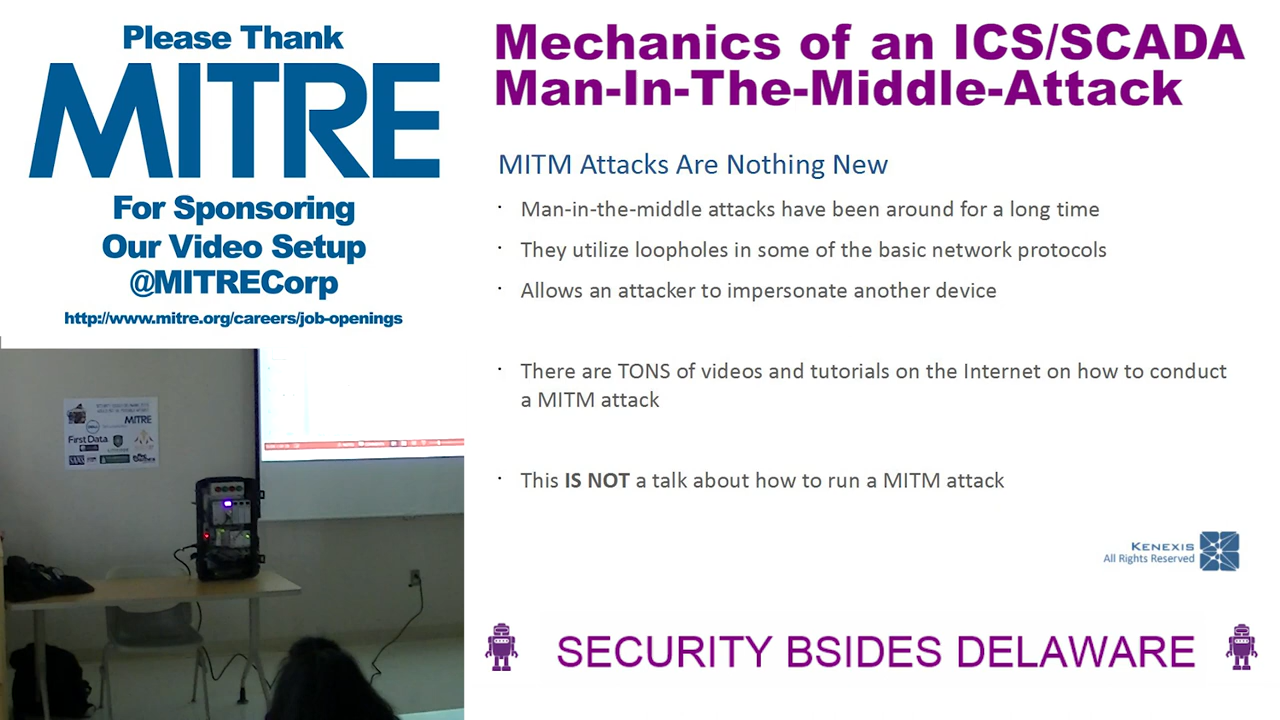 Please Thank
MITRE
For Sponsoring
Our Video Setup
@MITRECorp
http://www.mitre.org/careers/job-openings
Mechanics of an ICS/SCADA
Man-In-The-Middle-Attack
MITM Attacks Are Nothing New
· Man-in-the-middle attacks have been around for a long time
· They utilize loopholes in some of the basic network protocols
· Allows an attacker to impersonate another device
· There are TONS of videos and tutorials on the Internet on how to conduct
a MITM attack
· This IS NOT a talk about how to run a MITM attack
KENEXIS
All Rights Reserved
SECURITY BSIDES DELAWARE
MITRE
First Data